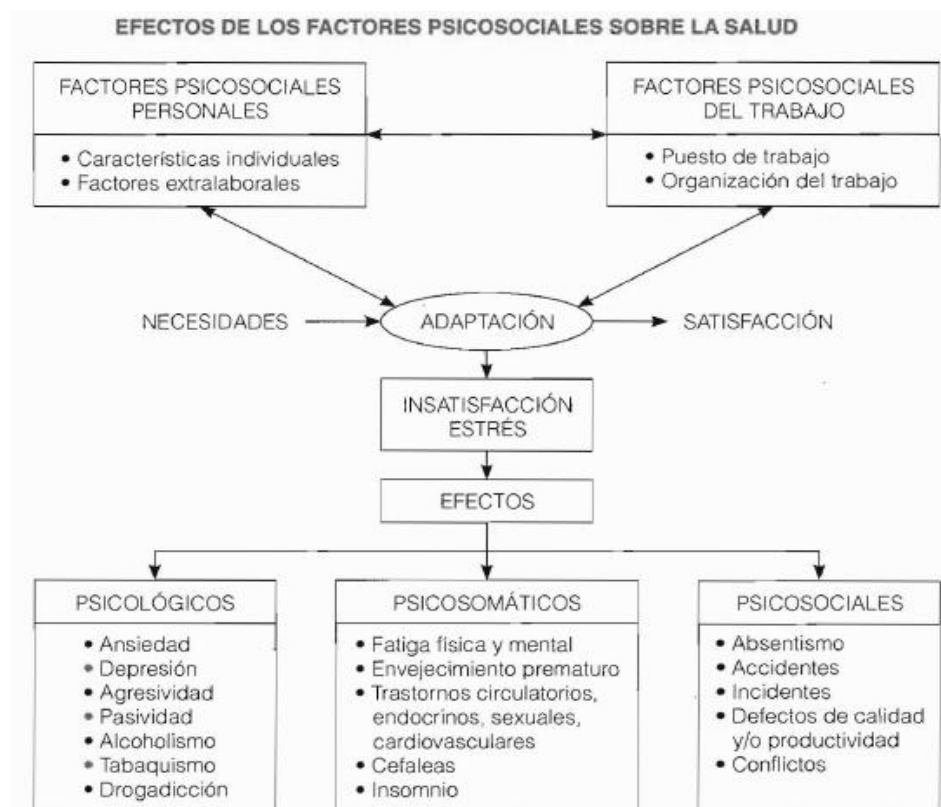 EFECTOS DE LOS FACTORES PSICOSOCIALES SOBRE LA SALUD
FACTORES PSICOSOCIALES
PERSONALES
• Características individuales
• Factores extralaborales
FACTORES PSICOSOCIALES
DEL TRABAJO
• Puesto de trabajo
• Organización del trabajo
NECESIDADES
ADAPTACIÓN
SATISFACCIÓN
INSATISFACCIÓN
ESTRÉS
EFECTOS
PSICOLÓGICOS
• Ansiedad
• Depresión
• Agresividad
• Pasividad
• Alcoholismo
• Tabaquismo
• Drogadicción
PSICOSOMÁTICOS
• Fatiga física y mental
• Envejecimiento prematuro
• Trastornos circulatorios,
endocrinos, sexuales,
cardiovasculares
• Cefaleas
• Insomnio
PSICOSOCIALES
• Absentismo
• Accidentes
• Incidentes
• Defectos de calidad
y/o productividad
• Conflictos